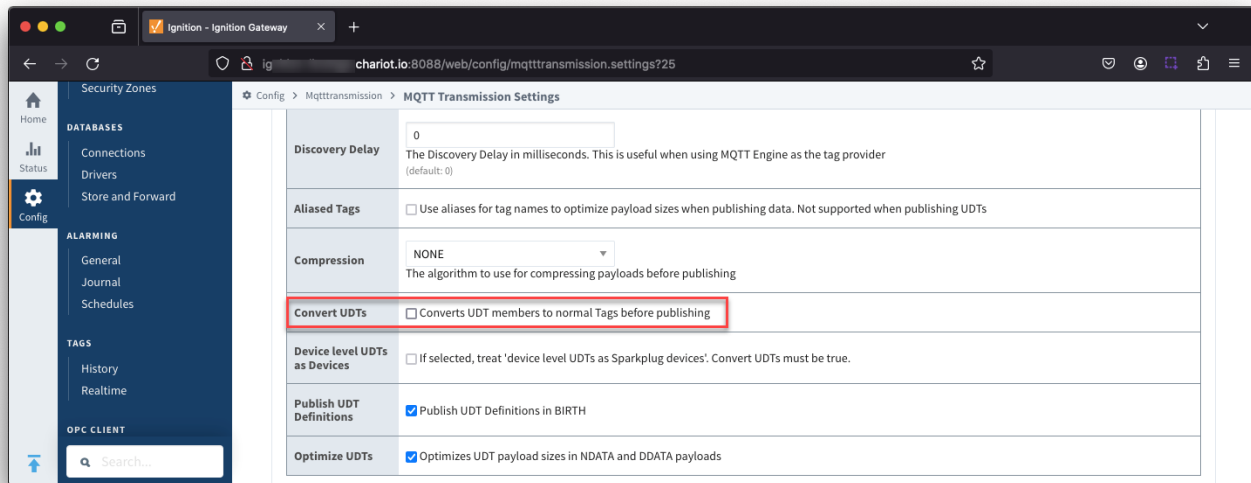 Ignition - Ignition Gateway
chariot.io:8088/web/config/mqtttransmission.settings?25
Home
Status
Config
Security Zones
DATABASES
Connections
Drivers
Store and Forward
ALARMING
General
Journal
Schedules
TAGS
History
Realtime
OPC CLIENT
Search...
Config > Mqtttransmission > MQTT Transmission Settings
Discovery Delay
0
The Discovery Delay in milliseconds. This is useful when using MQTT Engine as the tag provider
(default: 0)
Aliased Tags
Use aliases for tag names to optimize payload sizes when publishing data. Not supported when publishing UDTs
Compression
NONE
The algorithm to use for compressing payloads before publishing
Convert UDTs
Converts UDT members to normal Tags before publishing
Device level UDTs
as Devices
If selected, treat 'device level UDTs as Sparkplug devices'. Convert UDTs must be true.
Publish UDT
Definitions
Publish UDT Definitions in BIRTH
Optimize UDTs
Optimizes UDT payload sizes in NDATA and DDATA payloads